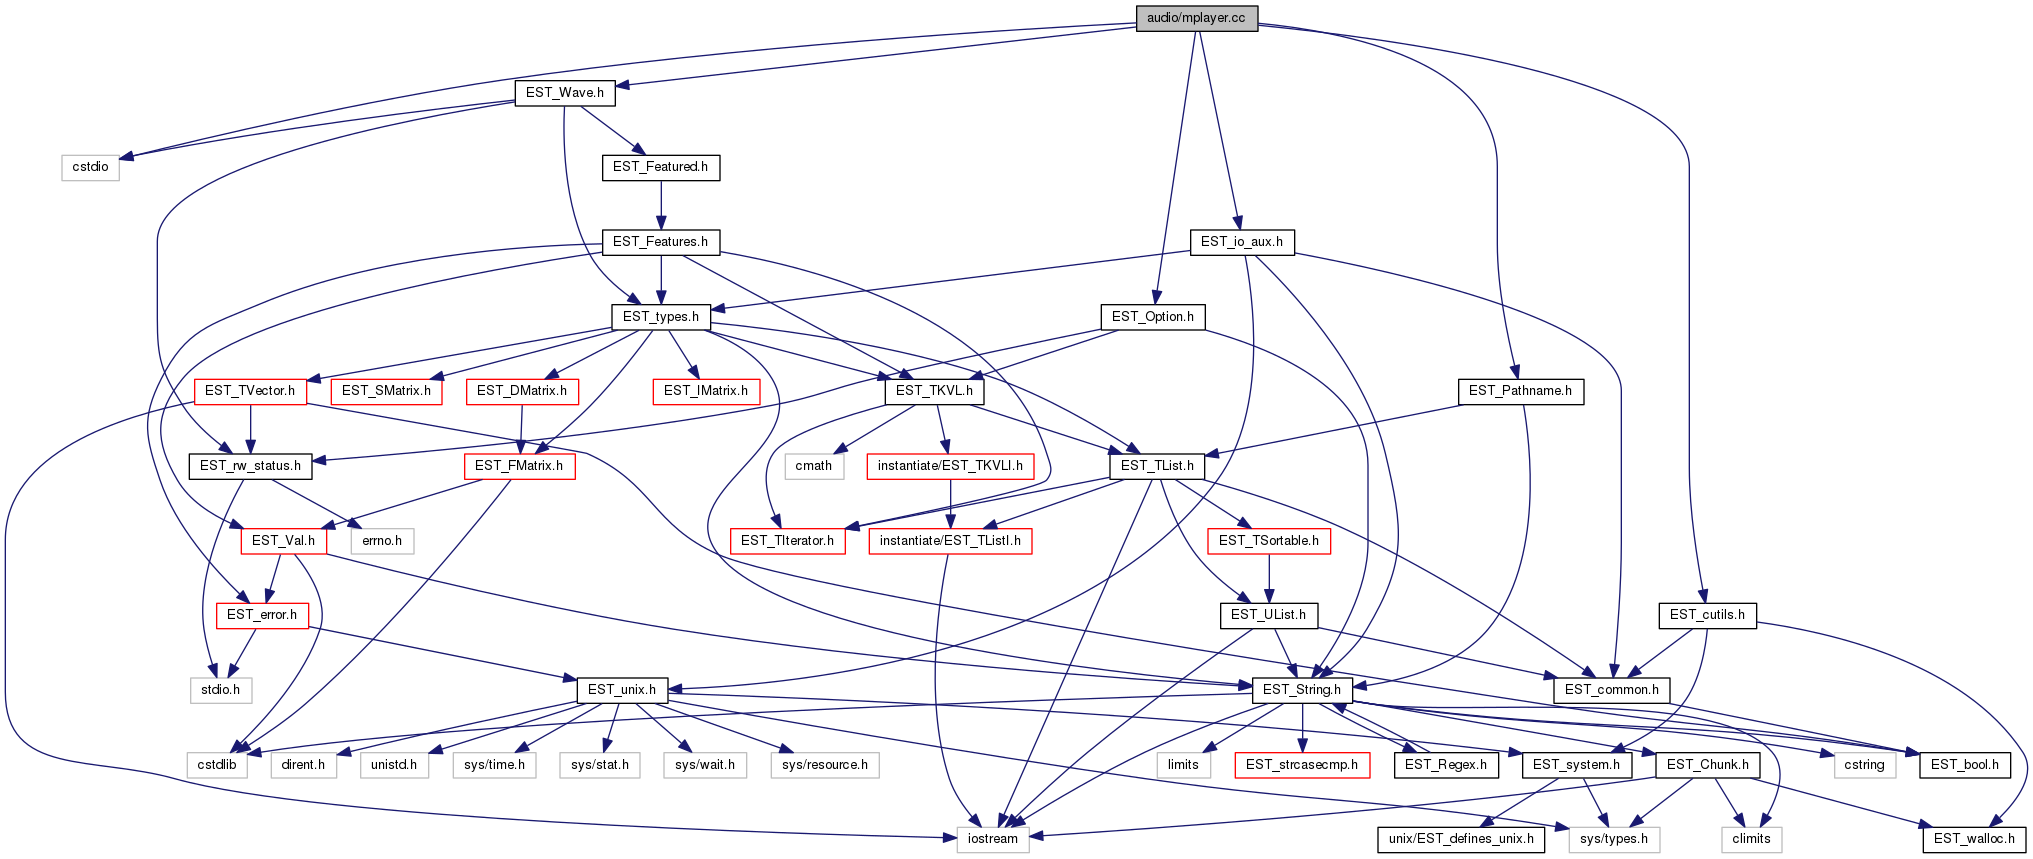 audio/mplayer.cc
EST_Wave.h
cstdio
EST_Featured.h
EST_Features.h
EST_io_aux.h
EST_types.h
EST_Option.h
EST_TVector.h
EST_SMatrix.h
EST_DMatrix.h
EST_IMatrix.h
EST_TKVL.h
EST_Pathname.h
EST_rw_status.h
EST_FMatrix.h
cmath
instantiate/EST_TKVLI.h
EST_TList.h
EST_Val.h
errno.h
EST_TIterator.h
instantiate/EST_TListI.h
EST_TSortable.h
EST_error.h
EST_UList.h
EST_cutils.h
stdio.h
EST_unix.h
EST_String.h
EST_common.h
cstdlib
dirent.h
unistd.h
sys/time.h
sys/stat.h
sys/wait.h
sys/resource.h
limits
EST_strcasecmp.h
EST_Regex.h
EST_system.h
EST_Chunk.h
cstring
EST_bool.h
iostream
unix/EST_defines_unix.h
sys/types.h
climits
EST_walloc.h